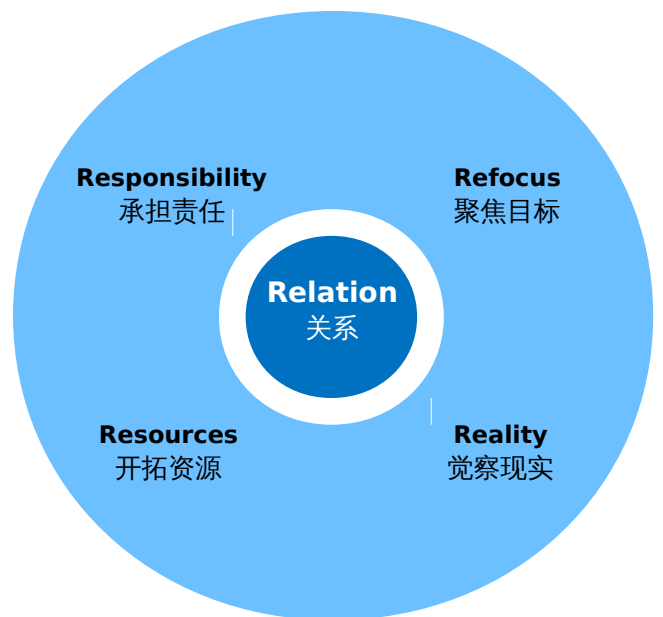 Responsibility
承担责任
Refocus
聚焦目标
Relation
关系
Resources
开拓资源
Reality
觉察现实